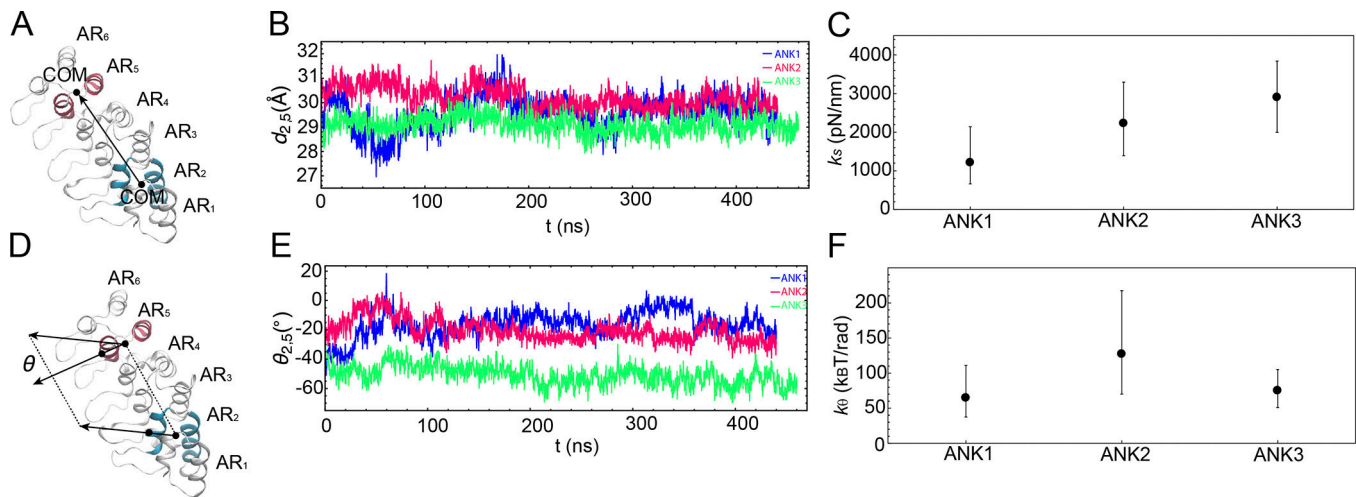 A
AR6
COM
AR5
AR4
AR3
AR2
COM
AR1
B
32
31
30
29
28
27
d2,5(Å)
ANK1
ANK2
ANK3
0
100
200
300
400
t (ns)
C
4000
3000
2000
1000
0
ks (pN/nm)
ANK1
ANK2
ANK3
D
AR6
AR5
AR4
θ
AR3
AR2
AR1
E
20
0
-20
-40
-60
θ2,5(°)
ANK1
ANK2
ANK3
0
100
200
300
400
t (ns)
F
200
150
100
50
0
kθ (kBT/rad)
ANK1
ANK2
ANK3